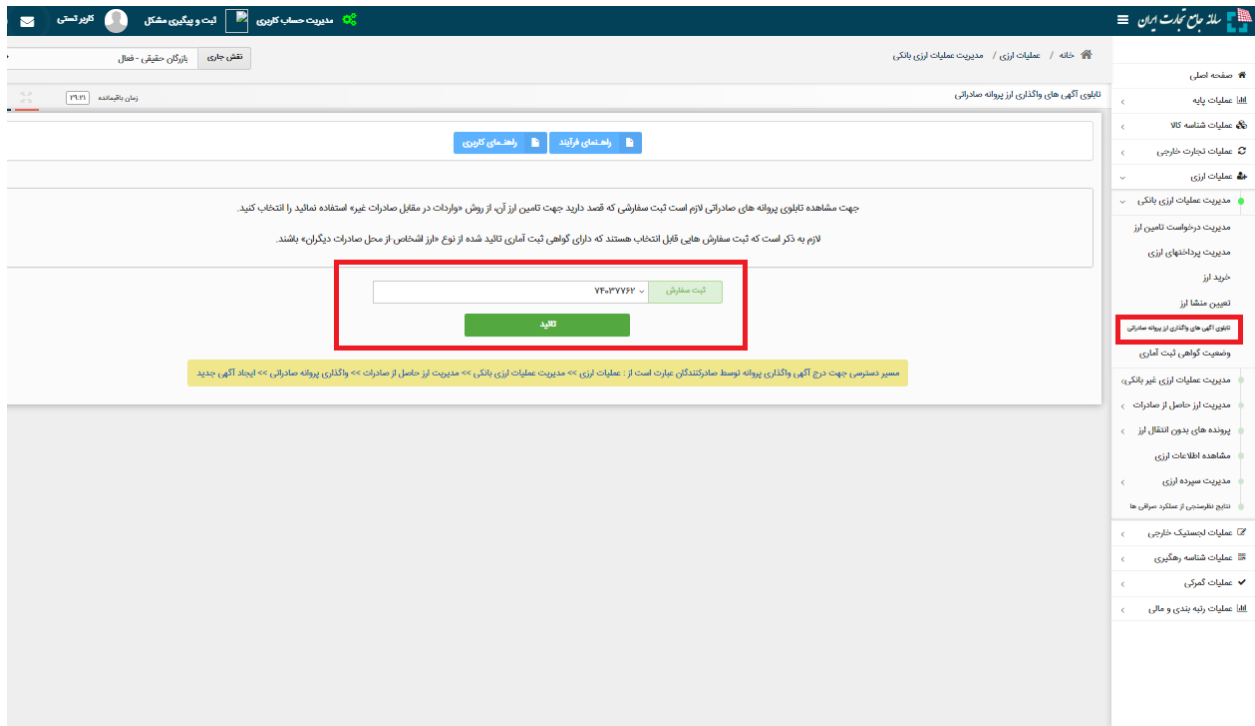 سامانه جامع تجارت ایران
مدیریت حساب کاربری
ثبت و پیگیری مشکل
کاربر تستی
خانه / عملیات ارزی / مدیریت عملیات ارزی بانکی
نقش جاری بازرگان حقیقی - فعال
تابلوی آگهی های واگذاری ارز پروانه صادراتی
زمان باقیمانده ۲۹:۲۱
راهنمای فرآیند
راهنمای کاربری
جهت مشاهده تابلوی پروانه های صادراتی لازم است ثبت سفارشی که قصد دارید جهت تامین ارز آن، از روش «واردات در مقابل صادرات غیر» استفاده نمائید را انتخاب کنید.
لازم به ذکر است که ثبت سفارش هایی قابل انتخاب هستند که دارای گواهی ثبت آماری تائید شده از نوع «ارز اشخاص از محل صادرات دیگران» باشند.
ثبت سفارش ۷۴۰۳۷۷۶۲
تائید
مسیر دسترسی جهت درج آگهی واگذاری پروانه توسط صادرکنندگان عبارت است از : عملیات ارزی >> مدیریت عملیات ارزی بانکی >> مدیریت ارز حاصل از صادرات >> واگذاری پروانه صادراتی >> ایجاد آگهی جدید
صفحه اصلی
عملیات پایه
عملیات شناسه کالا
عملیات تجارت خارجی
عملیات ارزی
مدیریت عملیات ارزی بانکی
مدیریت درخواست تامین ارز
مدیریت پرداختهای ارزی
خرید ارز
تعیین منشا ارز
تابلوی آگهی های واگذاری ارز پروانه صادراتی
وضعیت گواهی ثبت آماری
مدیریت عملیات ارزی غیر بانکی
مدیریت ارز حاصل از صادرات
پرونده های بدون انتقال ارز
مشاهده اطلاعات ارزی
مدیریت سپرده ارزی
نتایج نظرسنجی از عملکرد صرافی ها
عملیات لجستیک خارجی
عملیات شناسه رهگیری
عملیات گمرکی
عملیات رتبه بندی و مالی